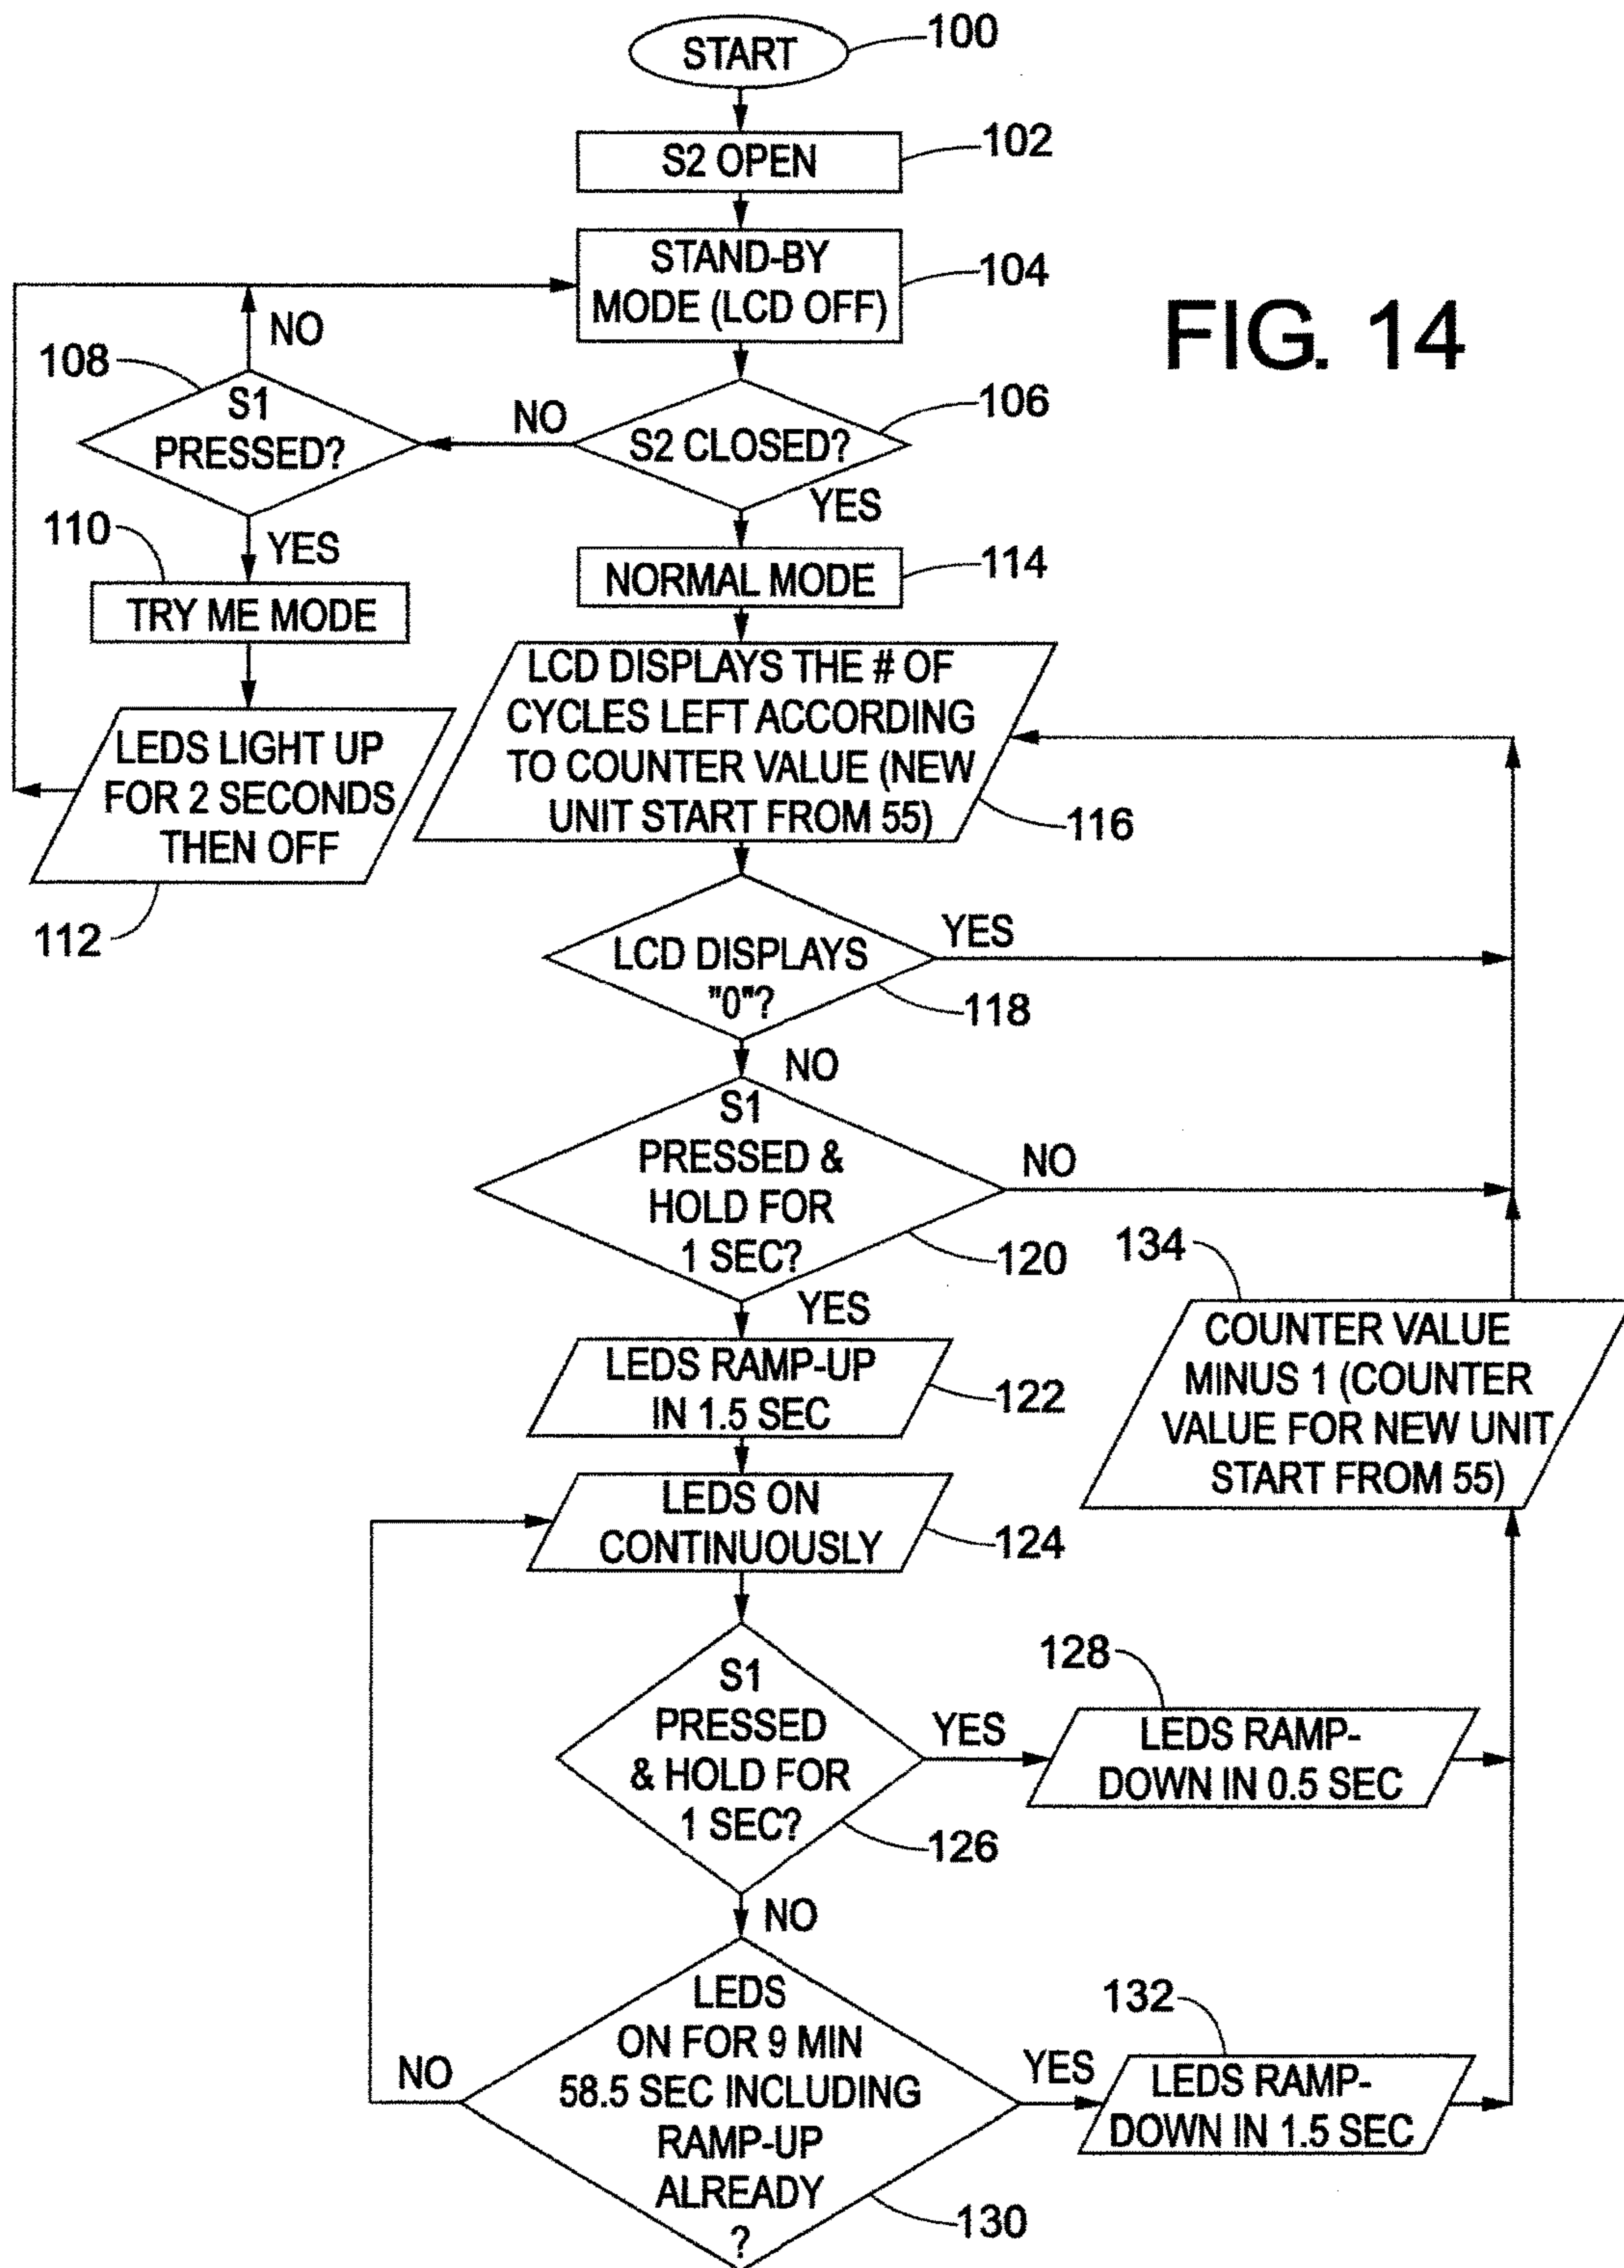 START
100
S2 OPEN
102
STAND-BY
MODE (LCD OFF)
104
FIG. 14
NO
108
S1
PRESSED?
NO
S2 CLOSED?
106
YES
110
YES
TRY ME MODE
NORMAL MODE
114
LEDS LIGHT UP
FOR 2 SECONDS
THEN OFF
112
LCD DISPLAYS THE # OF
CYCLES LEFT ACCORDING
TO COUNTER VALUE (NEW
UNIT START FROM 55)
116
LCD DISPLAYS
"0"?
YES
118
NO
S1
PRESSED &
HOLD FOR
1 SEC?
NO
120
YES
134
COUNTER VALUE
MINUS 1 (COUNTER
VALUE FOR NEW UNIT
START FROM 55)
LEDS RAMP-UP
IN 1.5 SEC
122
LEDS ON
CONTINUOUSLY
124
S1
PRESSED
& HOLD FOR
1 SEC?
YES
126
128
LEDS RAMP-
DOWN IN 0.5 SEC
NO
LEDS
ON FOR 9 MIN
58.5 SEC INCLUDING
RAMP-UP
ALREADY
?
NO
YES
130
132
LEDS RAMP-
DOWN IN 1.5 SEC